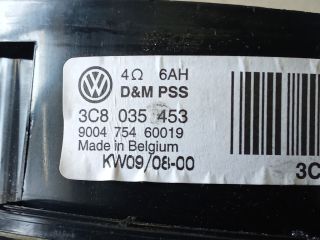 4Ω 6AH
D&M PSS
3C8 035 453
9004 754 60019
Made in Belgium
KW09/08-00
3C